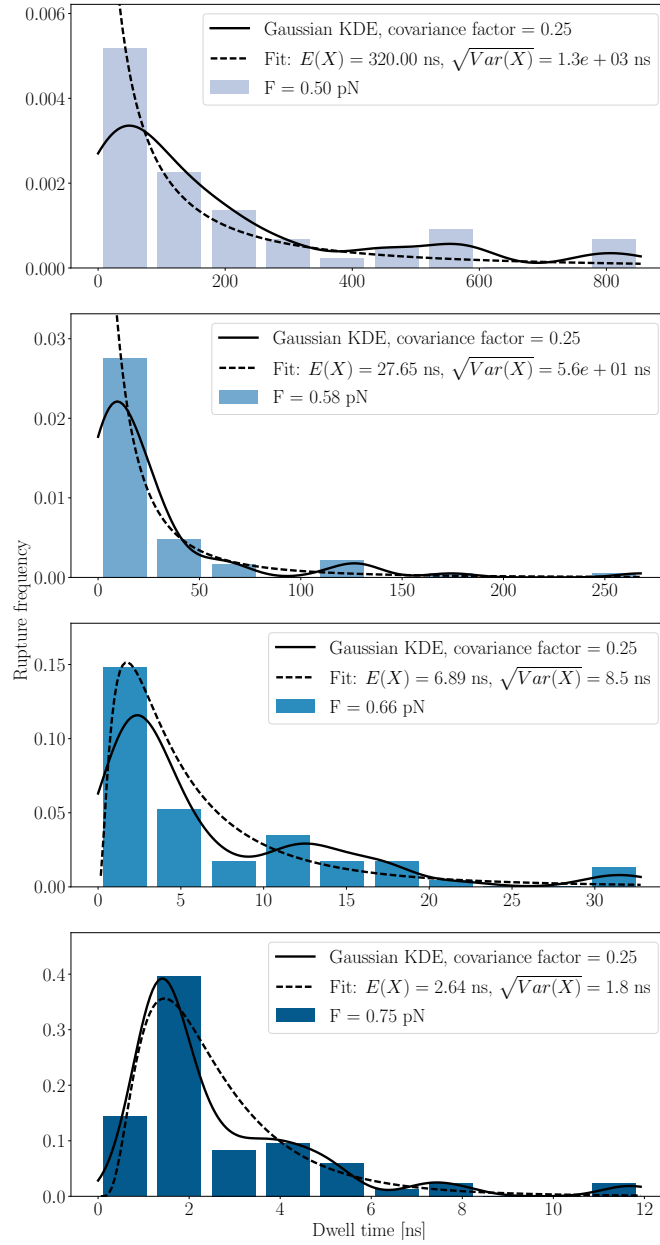 0.006
0.004
0.002
0.000
Gaussian KDE, covariance factor = 0.25
Fit: E(X) = 320.00 ns, √Var(X) = 1.3e + 03 ns
F = 0.50 pN
0 200 400 600 800
0.03
0.02
0.01
0.00
Gaussian KDE, covariance factor = 0.25
Fit: E(X) = 27.65 ns, √Var(X) = 5.6e + 01 ns
F = 0.58 pN
0 50 100 150 200 250
Rupture frequency
0.15
0.10
0.05
0.00
Gaussian KDE, covariance factor = 0.25
Fit: E(X) = 6.89 ns, √Var(X) = 8.5 ns
F = 0.66 pN
0 5 10 15 20 25 30
0.4
0.3
0.2
0.1
0.0
Gaussian KDE, covariance factor = 0.25
Fit: E(X) = 2.64 ns, √Var(X) = 1.8 ns
F = 0.75 pN
0 2 4 6 8 10 12
Dwell time [ns]